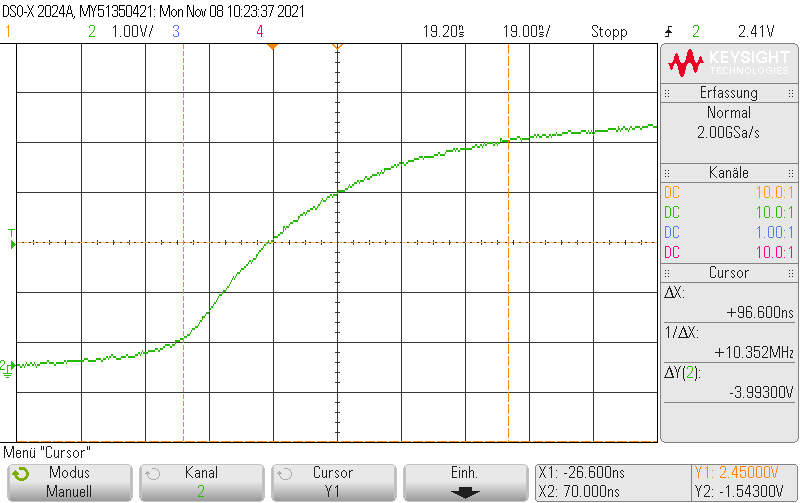 DSO-X 2024A, MY51350421: Mon Nov 08 10:23:37 2021
1 2 1.00V/ 3 4 19.20s 19.00s/ Stopp 2 2.41V
T
2
KEYSIGHT
TECHNOLOGIES
Erfassung
Normal
2.00GSa/s
Kanäle
DC 10.0:1
DC 10.0:1
DC 1.00:1
DC 10.0:1
Cursor
ΔX:
+96.600ns
1/ΔX:
+10.352MHz
ΔY(2):
-3.99300V
Menü "Cursor"
Modus
Manuell
Kanal
2
Cursor
Y1
Einh.
X1: -26.600ns
X2: 70.000ns
Y1: 2.45000V
Y2: -1.54300V